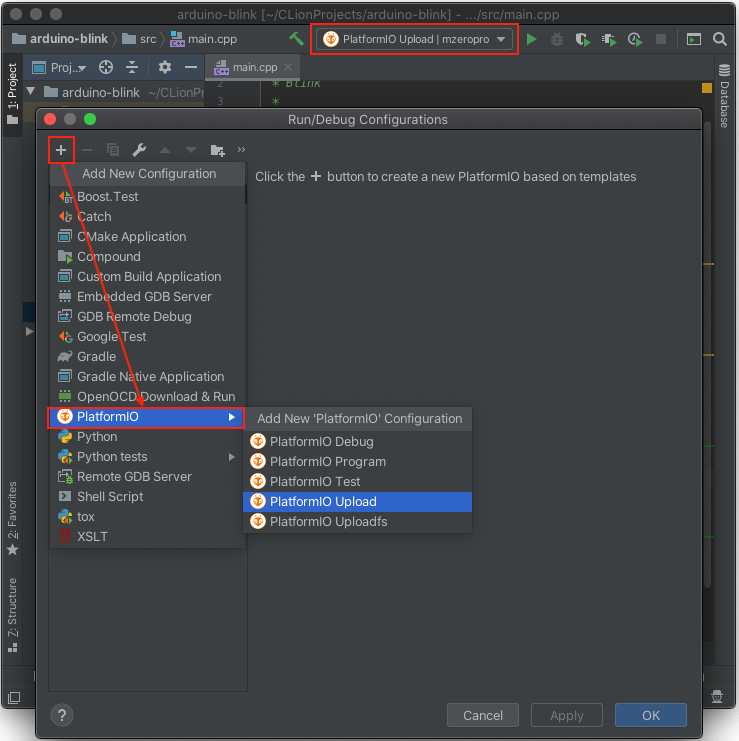 arduino-blink [~/CLionProjects/arduino-blink] – .../src/main.cpp
arduino-blink src main.cpp PlatformIO Upload | mzeropro
1: Project
Proj...
main.cpp
2 * Blink
arduino-blink ~/CLionPr
3 *
Database
Run/Debug Configurations
Add New Configuration
Click the + button to create a new PlatformIO based on templates
Boost.Test
Catch
CMake Application
Compound
Custom Build Application
Embedded GDB Server
GDB Remote Debug
Google Test
Gradle
Gradle Native Application
OpenOCD Download & Run
PlatformIO
Python
Python tests
Remote GDB Server
Shell Script
tox
XSLT
Add New 'PlatformIO' Configuration
PlatformIO Debug
PlatformIO Program
PlatformIO Test
PlatformIO Upload
PlatformIO Uploadfs
2: Favorites
Z: Structure
? Cancel Apply OK